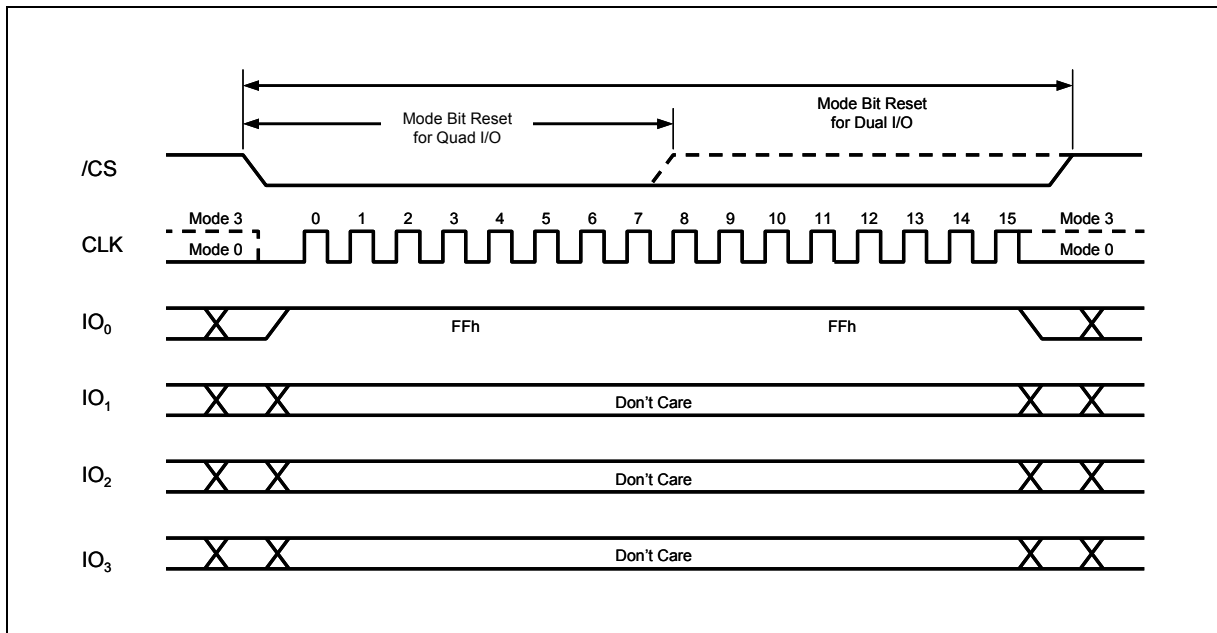 Mode Bit Reset
for Dual I/O
Mode Bit Reset
for Quad I/O
/CS
Mode 3 0 1 2 3 4 5 6 7 8 9 10 11 12 13 14 15 Mode 3
CLK
Mode 0 Mode 0
IO₀
FFh FFh
IO₁
Don't Care
IO₂
Don't Care
IO₃
Don't Care